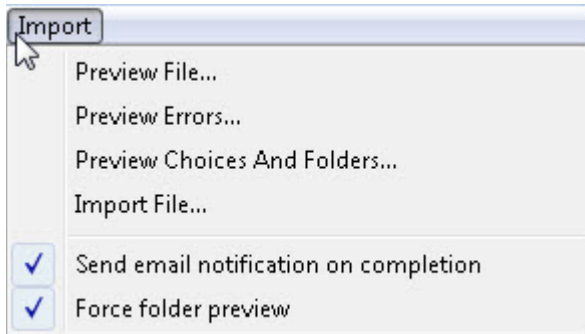 Import
Preview File...
Preview Errors...
Preview Choices And Folders...
Import File...
Send email notification on completion
Force folder preview